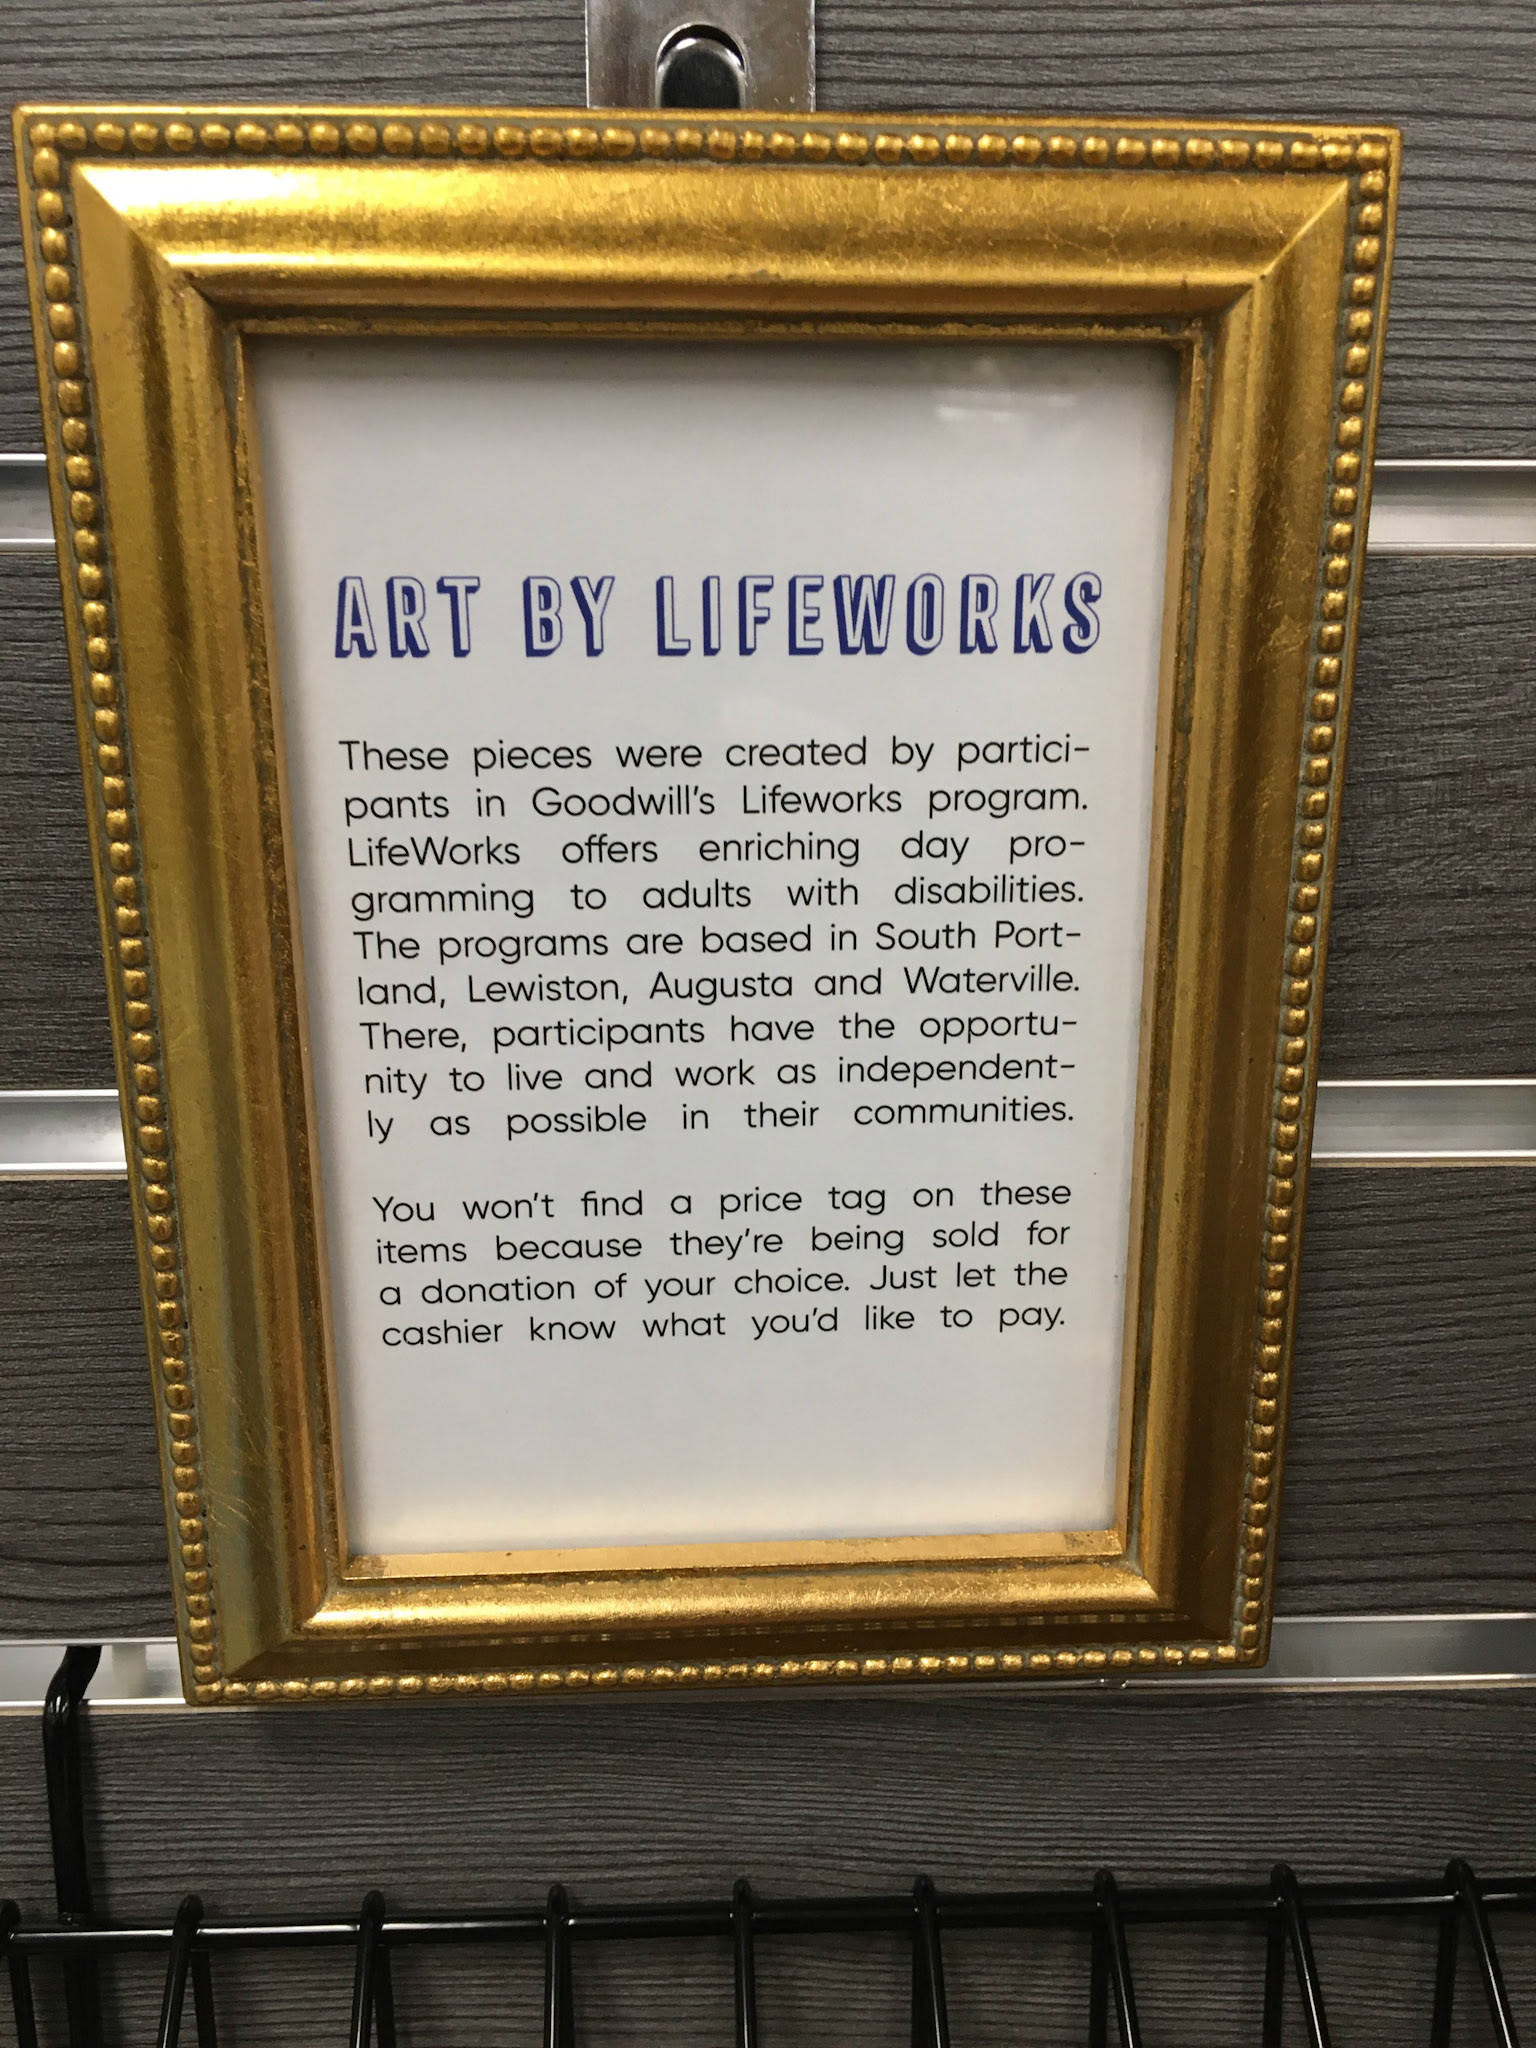 ART BY LIFEWORKS
These pieces were created by partici-
pants in Goodwill's Lifeworks program.
LifeWorks offers enriching day pro-
gramming to adults with disabilities.
The programs are based in South Port-
land, Lewiston, Augusta and Waterville.
There, participants have the opportu-
nity to live and work as independent-
ly as possible in their communities.
You won't find a price tag on these
items because they're being sold for
a donation of your choice. Just let the
cashier know what you'd like to pay.